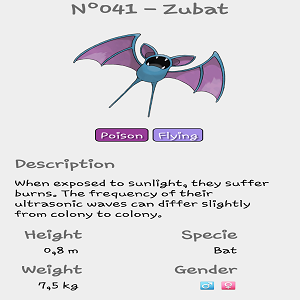 Nº041 - Zubat
Poison Flying
Description
When exposed to sunlight, they suffer
burns. The frequency of their
ultrasonic waves can differ slightly
from colony to colony.
Height Specie
0,8 m Bat
Weight Gender
7,5 kg ♂ ♀